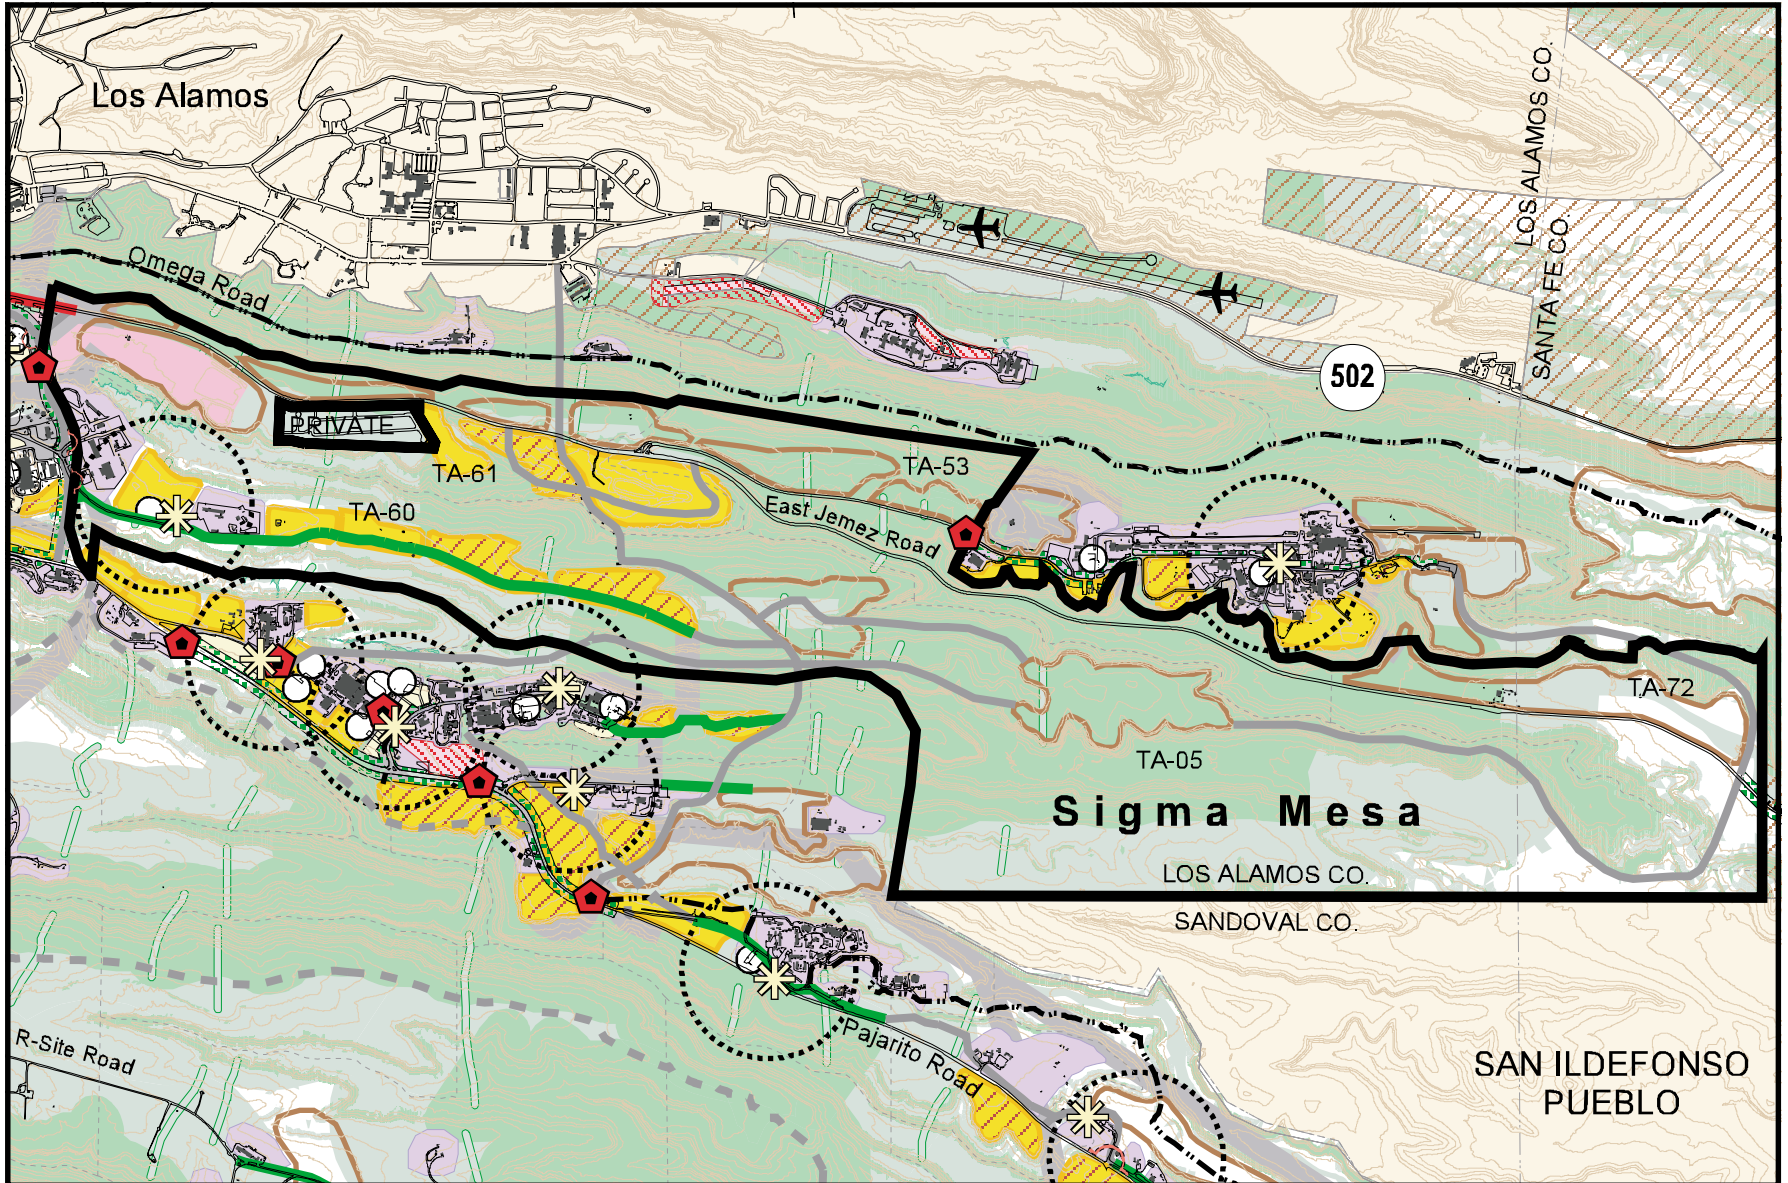 Los Alamos
LOS ALAMOS CO.
SANTA FE CO.
Omega Road
502
PRIVATE
TA-61
TA-53
TA-60
East Jemez Road
TA-72
TA-05
Sigma Mesa
LOS ALAMOS CO.
SANDOVAL CO.
Pajarito Road
R-Site Road
SAN ILDEFONSO
PUEBLO